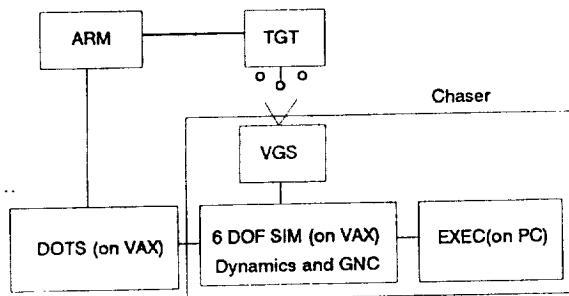 ARM
TGT
Chaser
VGS
DOTS (on VAX)
6 DOF SIM (on VAX)
Dynamics and GNC
EXEC(on PC)